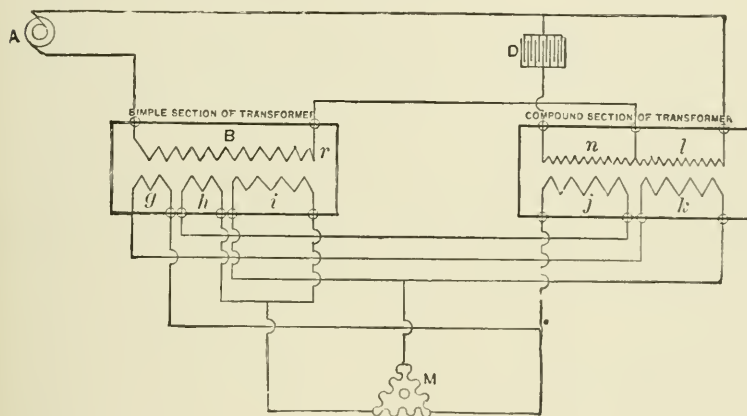 A
D
SIMPLE SECTION OF TRANSFORMER
COMPOUND SECTION OF TRANSFORMER
B
r
n
l
g
h
i
j
k
M